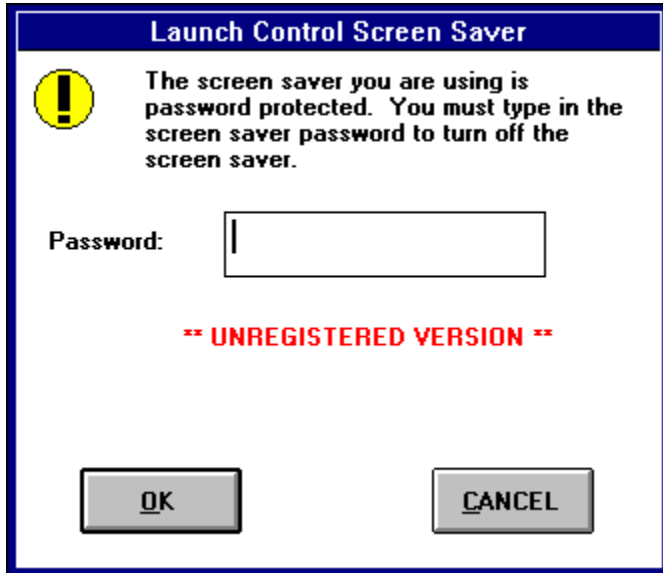 Launch Control Screen Saver
The screen saver you are using is
password protected.  You must type in the
screen saver password to turn off the
screen saver.
Password:
** UNREGISTERED VERSION **
OK
CANCEL